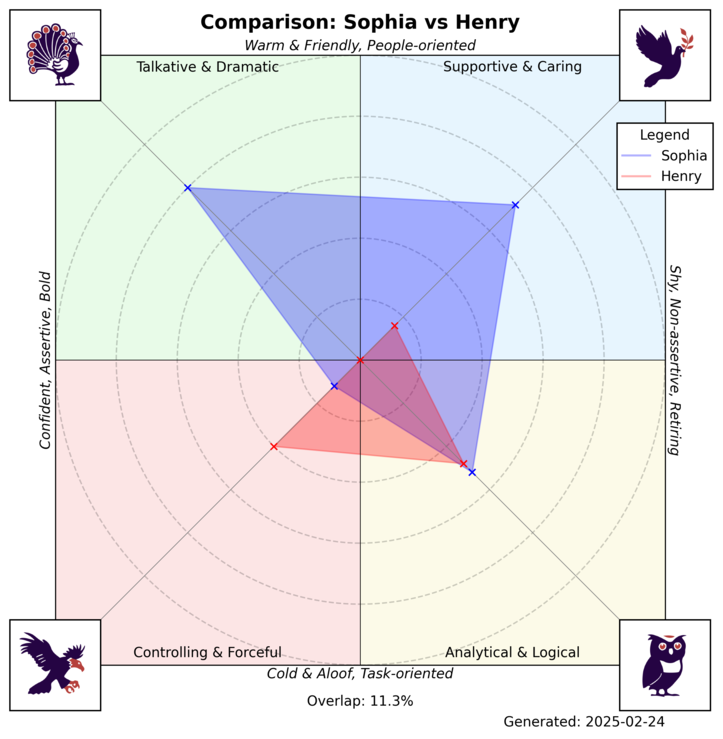 Comparison: Sophia vs Henry
Warm & Friendly, People-oriented
Talkative & Dramatic
Supportive & Caring
Legend
Sophia
Henry
Confident, Assertive, Bold
Shy, Non-assertive, Retiring
Controlling & Forceful
Analytical & Logical
Cold & Aloof, Task-oriented
Overlap: 11.3%
Generated: 2025-02-24